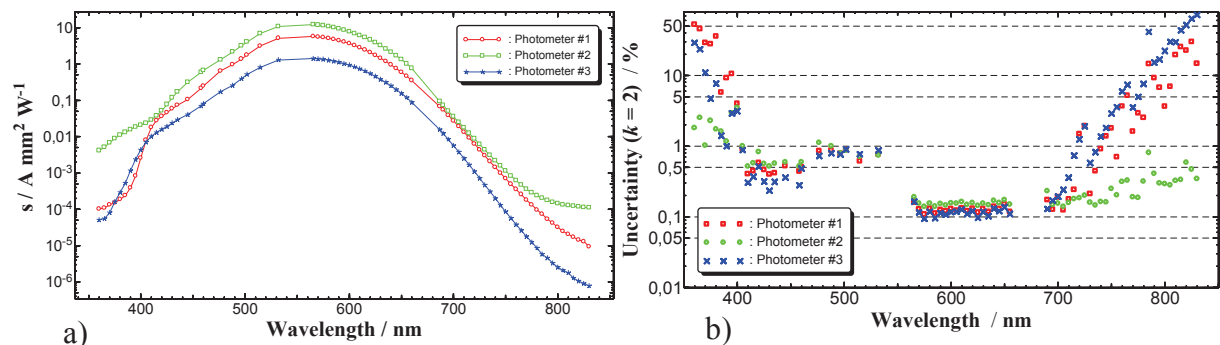 s / A mm² W⁻¹
10
1
0,1
0,01
10⁻³
10⁻⁴
10⁻⁵
10⁻⁶
: Photometer #1
: Photometer #2
: Photometer #3
400 500 600 700 800
Wavelength / nm
a)
Uncertainty (k = 2) / %
50
10
5
1
0.5
0,1
0,05
0,01
: Photometer #1
: Photometer #2
: Photometer #3
400 500 600 700 800
Wavelength / nm
b)